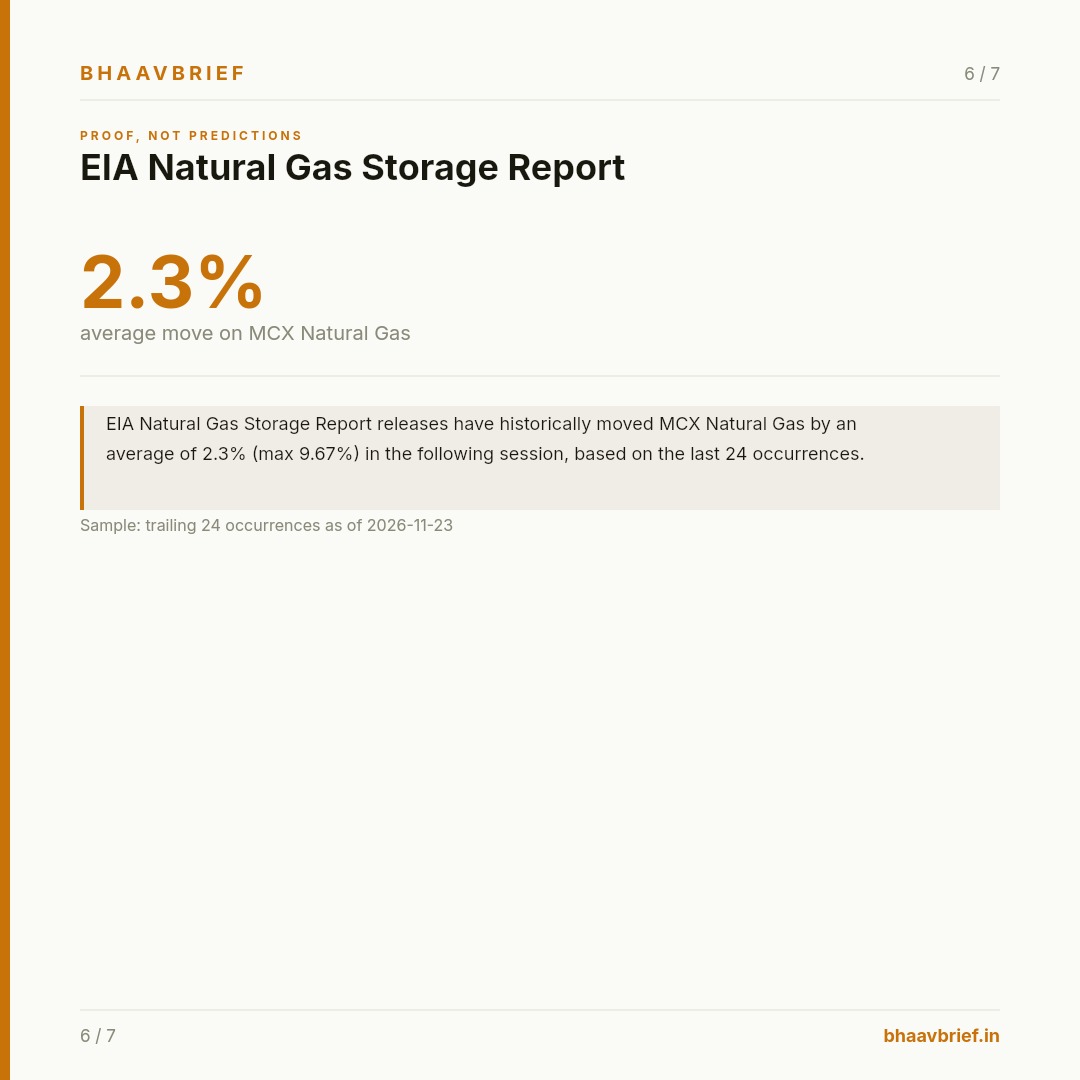 BHAAVBRIEF
6 / 7
PROOF, NOT PREDICTIONS
EIA Natural Gas Storage Report
2.3%
average move on MCX Natural Gas
EIA Natural Gas Storage Report releases have historically moved MCX Natural Gas by an
average of 2.3% (max 9.67%) in the following session, based on the last 24 occurrences.
Sample: trailing 24 occurrences as of 2026-11-23
6 / 7
bhaavbrief.in